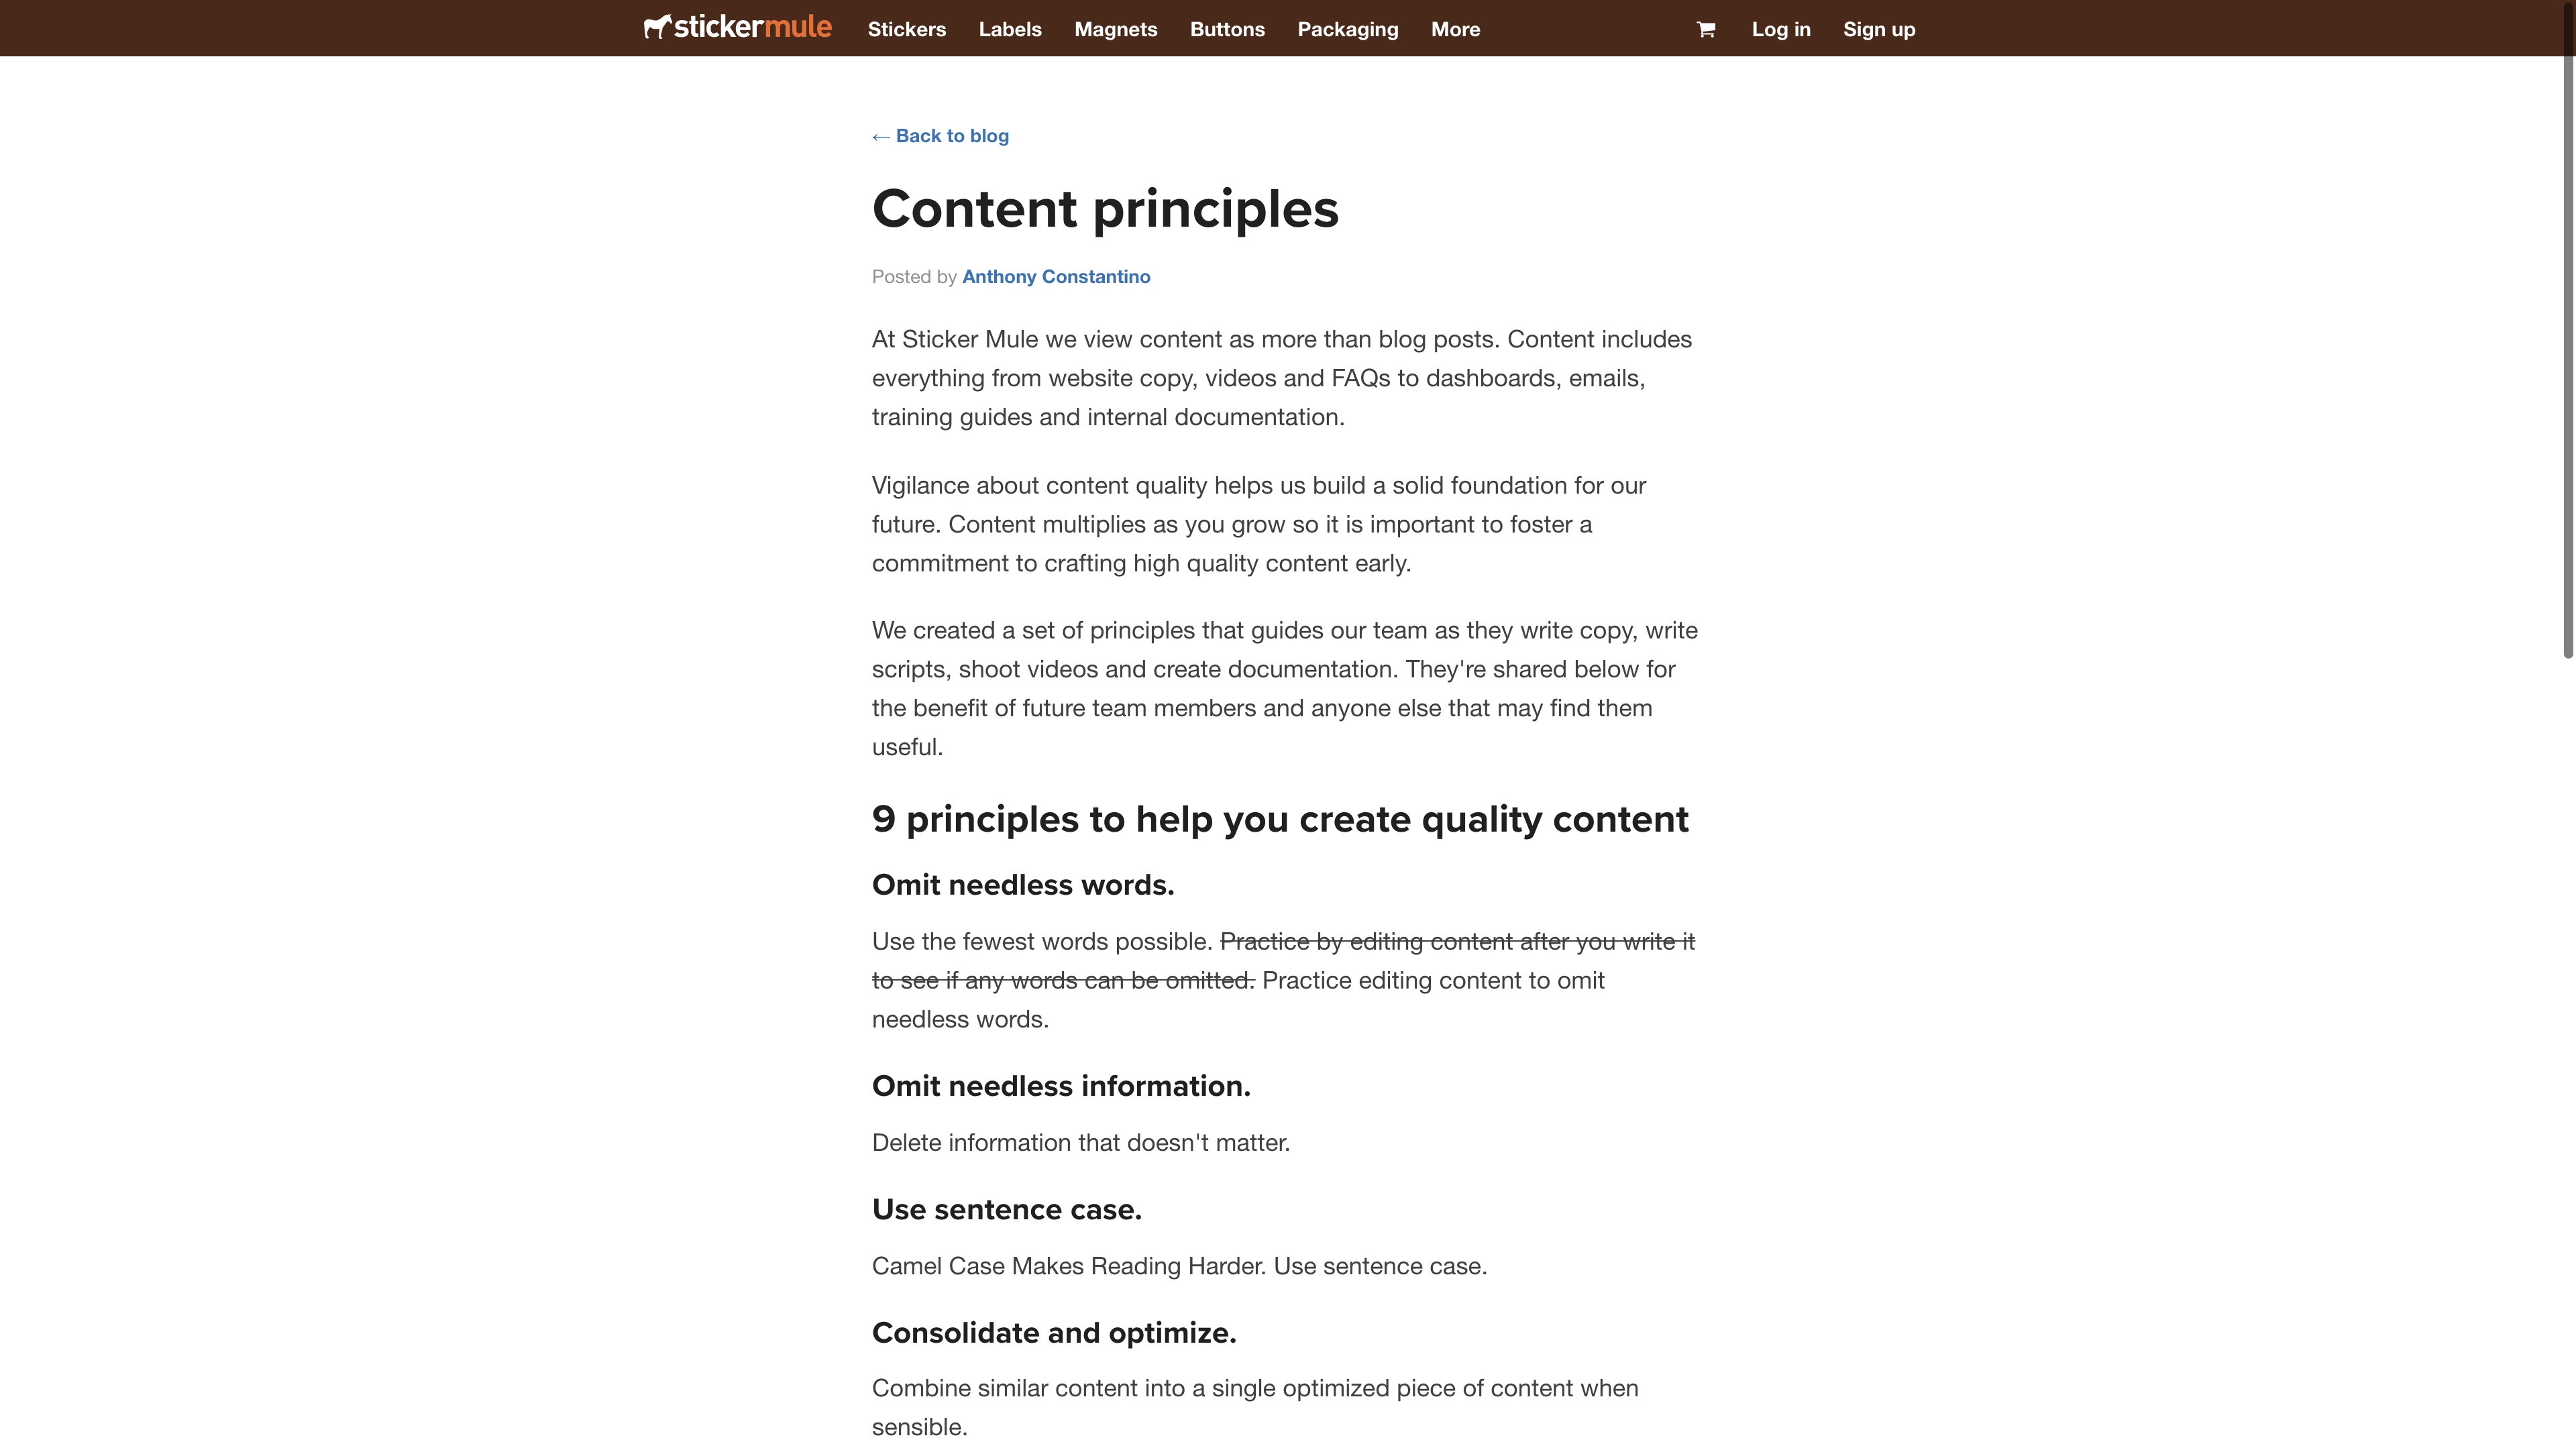 stickermule Stickers Labels Magnets Buttons Packaging More Log in Sign up
← Back to blog
Content principles
Posted by Anthony Constantino
At Sticker Mule we view content as more than blog posts. Content includes
everything from website copy, videos and FAQs to dashboards, emails,
training guides and internal documentation.
Vigilance about content quality helps us build a solid foundation for our
future. Content multiplies as you grow so it is important to foster a
commitment to crafting high quality content early.
We created a set of principles that guides our team as they write copy, write
scripts, shoot videos and create documentation. They're shared below for
the benefit of future team members and anyone else that may find them
useful.
9 principles to help you create quality content
Omit needless words.
Use the fewest words possible. Practice by editing content after you write it
to see if any words can be omitted. Practice editing content to omit
needless words.
Omit needless information.
Delete information that doesn't matter.
Use sentence case.
Camel Case Makes Reading Harder. Use sentence case.
Consolidate and optimize.
Combine similar content into a single optimized piece of content when
sensible.